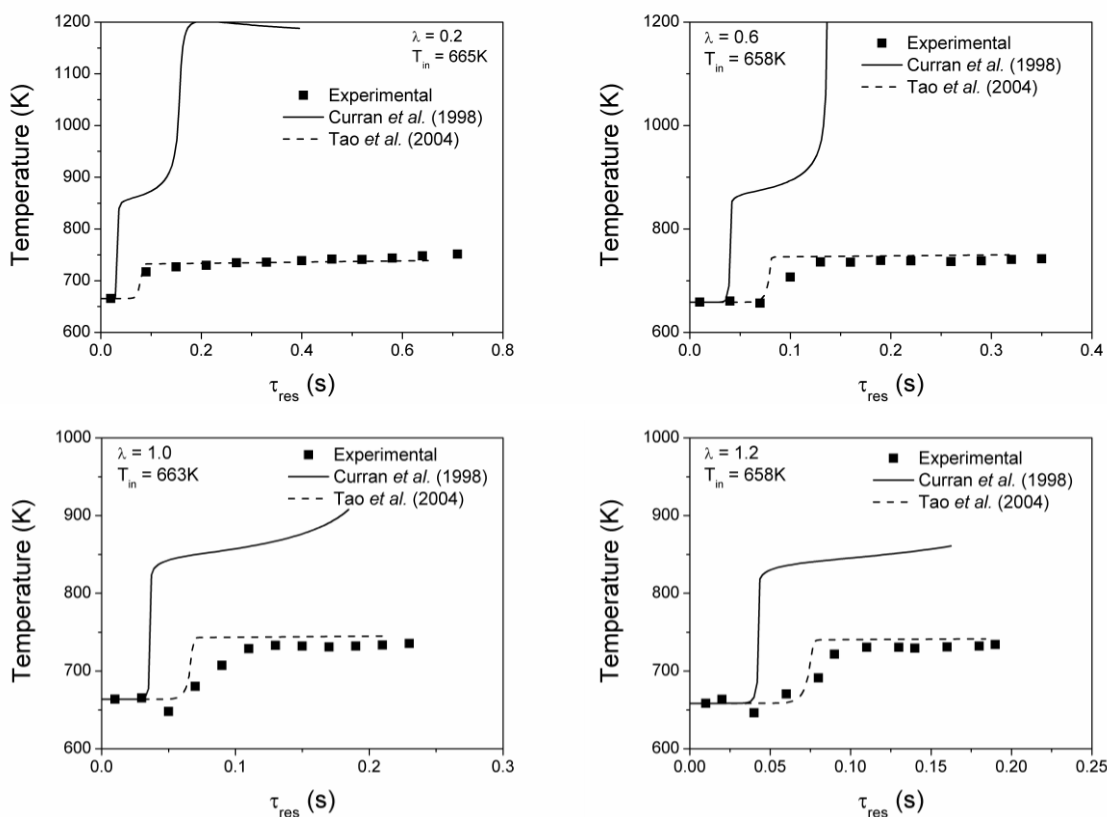 λ = 0.2
T_in = 665K
Experimental
Curran et al. (1998)
Tao et al. (2004)
Temperature (K)
1200
1100
1000
900
800
700
600
0.0 0.2 0.4 0.6 0.8
τ_res (s)
λ = 0.6
T_in = 658K
Experimental
Curran et al. (1998)
Tao et al. (2004)
Temperature (K)
1200
1100
1000
900
800
700
600
0.0 0.1 0.2 0.3 0.4
τ_res (s)
λ = 1.0
T_in = 663K
Experimental
Curran et al. (1998)
Tao et al. (2004)
Temperature (K)
1000
900
800
700
600
0.0 0.1 0.2 0.3
τ_res (s)
λ = 1.2
T_in = 658K
Experimental
Curran et al. (1998)
Tao et al. (2004)
Temperature (K)
1000
900
800
700
600
0.00 0.05 0.10 0.15 0.20 0.25
τ_res (s)